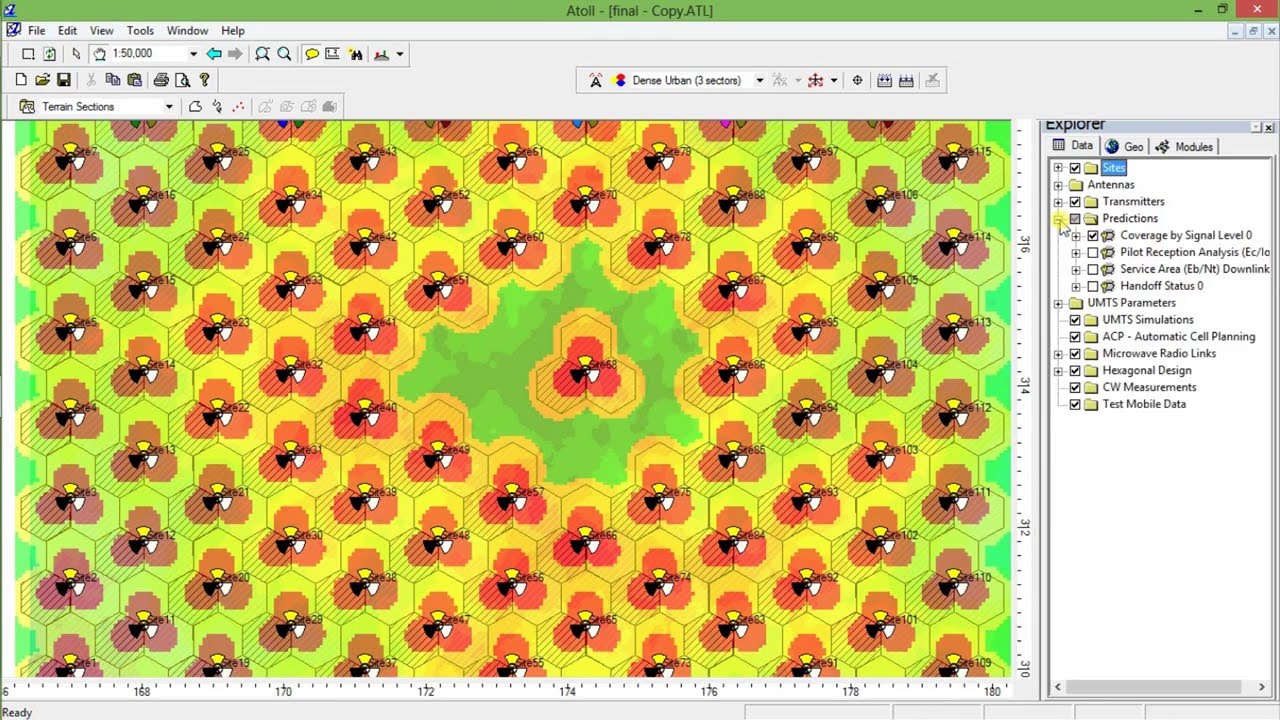 Atoll - [final - Copy.ATL]
File Edit View Tools Window Help
1:50,000
Dense Urban (3 sectors)
Terrain Sections
Explorer
Data Geo Modules
Sites
Antennas
Transmitters
Predictions
Coverage by Signal Level 0
Pilot Reception Analysis (Ec/Io
Service Area (Eb/Nt) Downlink
Handoff Status 0
UMTS Parameters
UMTS Simulations
ACP - Automatic Cell Planning
Microwave Radio Links
Hexagonal Design
CW Measurements
Test Mobile Data
Site7 Site25 Site43 Site61 Site79 Site97 Site115
Site16 Site34 Site52 Site70 Site88 Site106
Site6 Site24 Site42 Site60 Site78 Site96 Site114
Site15 Site33 Site51 Site87 Site105
Site5 Site23 Site41 Site95 Site113
Site14 Site32 Site68 Site86 Site104
Site4 Site22 Site40 Site94 Site112
Site13 Site31 Site49 Site85 Site103
Site3 Site21 Site39 Site57 Site75 Site93 Site111
Site12 Site30 Site48 Site66 Site84 Site102
Site2 Site20 Site38 Site56 Site74 Site92 Site110
Site11 Site29 Site47 Site65 Site83 Site101
Site1 Site19 Site37 Site55 Site73 Site91 Site109
316
314
312
310
6 168 170 172 174 176 178 180
Ready